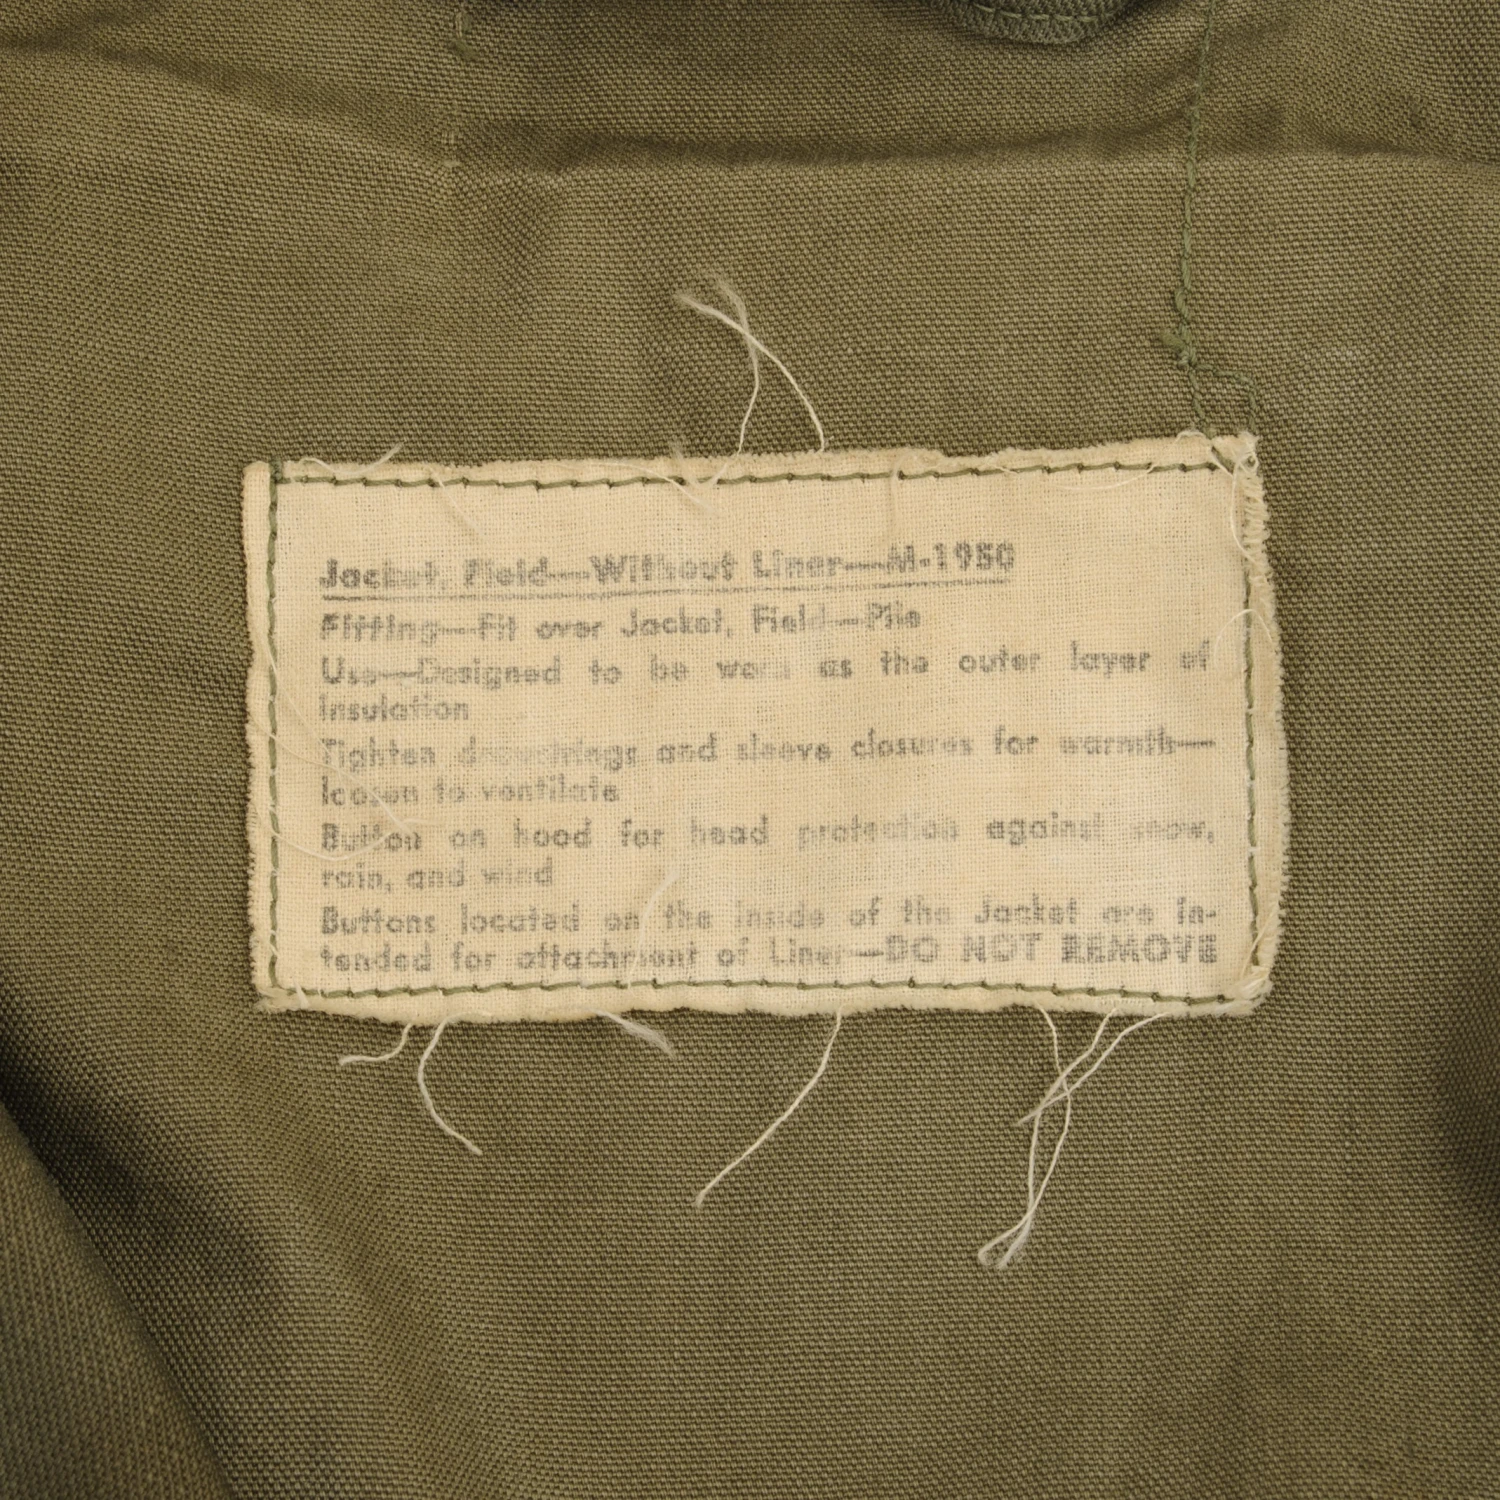 Jacket, Field—Without Liner—M-1950
Fitting—Fit over Jacket, Field—Pile
Use—Designed to be worn as the outer layer of
insulation
Tighten drawstrings and sleeve closures for warmth—
loosen to ventilate
Button on hood for head protection against snow,
rain, and wind
Buttons located on the inside of the Jacket are in-
tended for attachment of Liner—DO NOT REMOVE